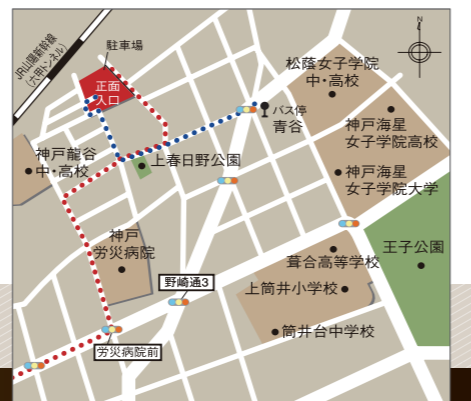 JR山陽新幹線
(六甲トンネル)
駐車場
正面
入口
N
松蔭女子学院
中・高校
バス停
青谷
神戸海星
女子学院高校
神戸龍谷
中・高校
上春日野公園
神戸海星
女子学院大学
神戸
労災病院
王子公園
葺合高等学校
野崎通3
上筒井小学校
筒井台中学校
労災病院前